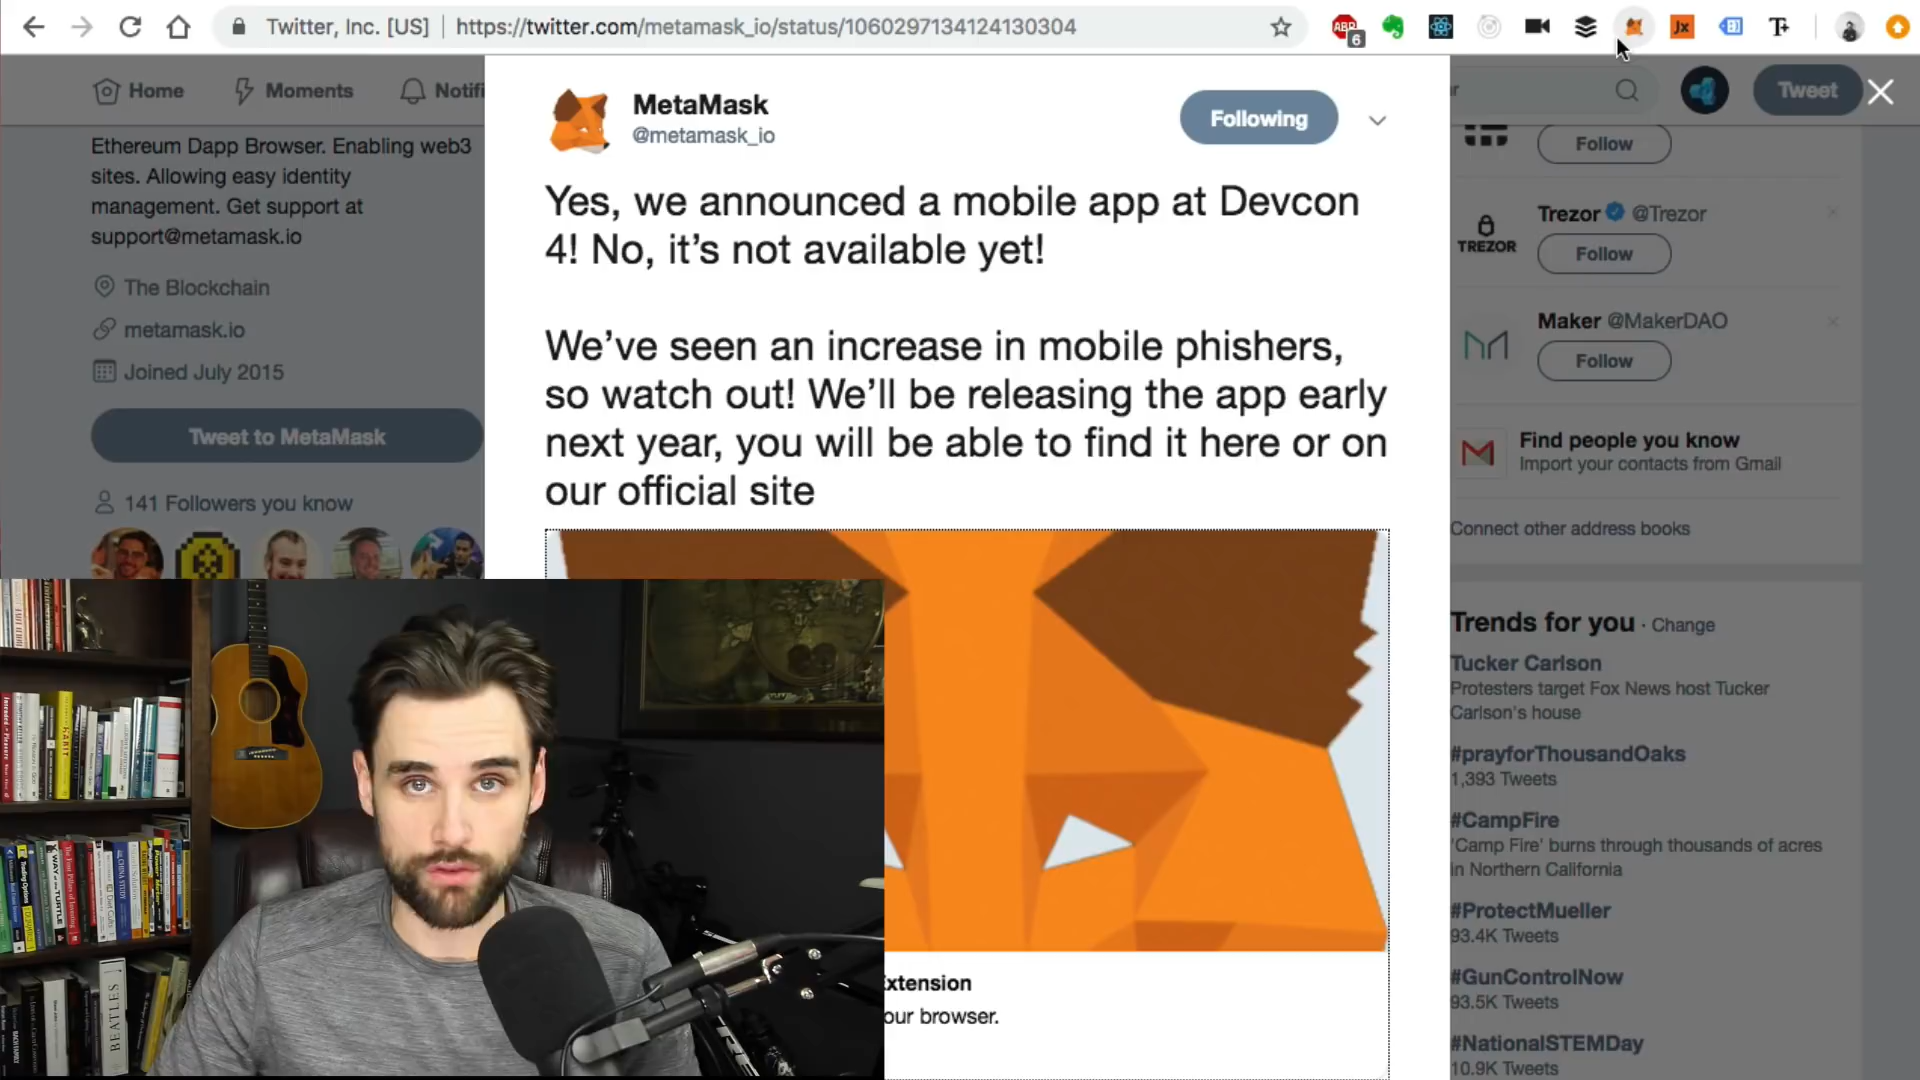 Twitter, Inc. [US]
https://twitter.com/metamask_io/status/1060297134124130304
ABP
6
Jx
T+
Home
Moments
Notifi
Tweet
Ethereum Dapp Browser. Enabling web3
sites. Allowing easy identity
management. Get support at
support@metamask.io
The Blockchain
metamask.io
Joined July 2015
Tweet to MetaMask
141 Followers you know
MetaMask
@metamask_io
Following
Yes, we announced a mobile app at Devcon
4! No, it’s not available yet!
We’ve seen an increase in mobile phishers,
so watch out! We’ll be releasing the app early
next year, you will be able to find it here or on
our official site
Extension
our browser.
Follow
TREZOR
Trezor @Trezor
Follow
Maker @MakerDAO
Follow
Find people you know
Import your contacts from Gmail
Connect other address books
Trends for you · Change
Tucker Carlson
Protesters target Fox News host Tucker
Carlson's house
#prayforThousandOaks
1,393 Tweets
#CampFire
'Camp Fire' burns through thousands of acres
in Northern California
#ProtectMueller
93.4K Tweets
#GunControlNow
93.5K Tweets
#NationalSTEMDay
10.9K Tweets
BEATLES